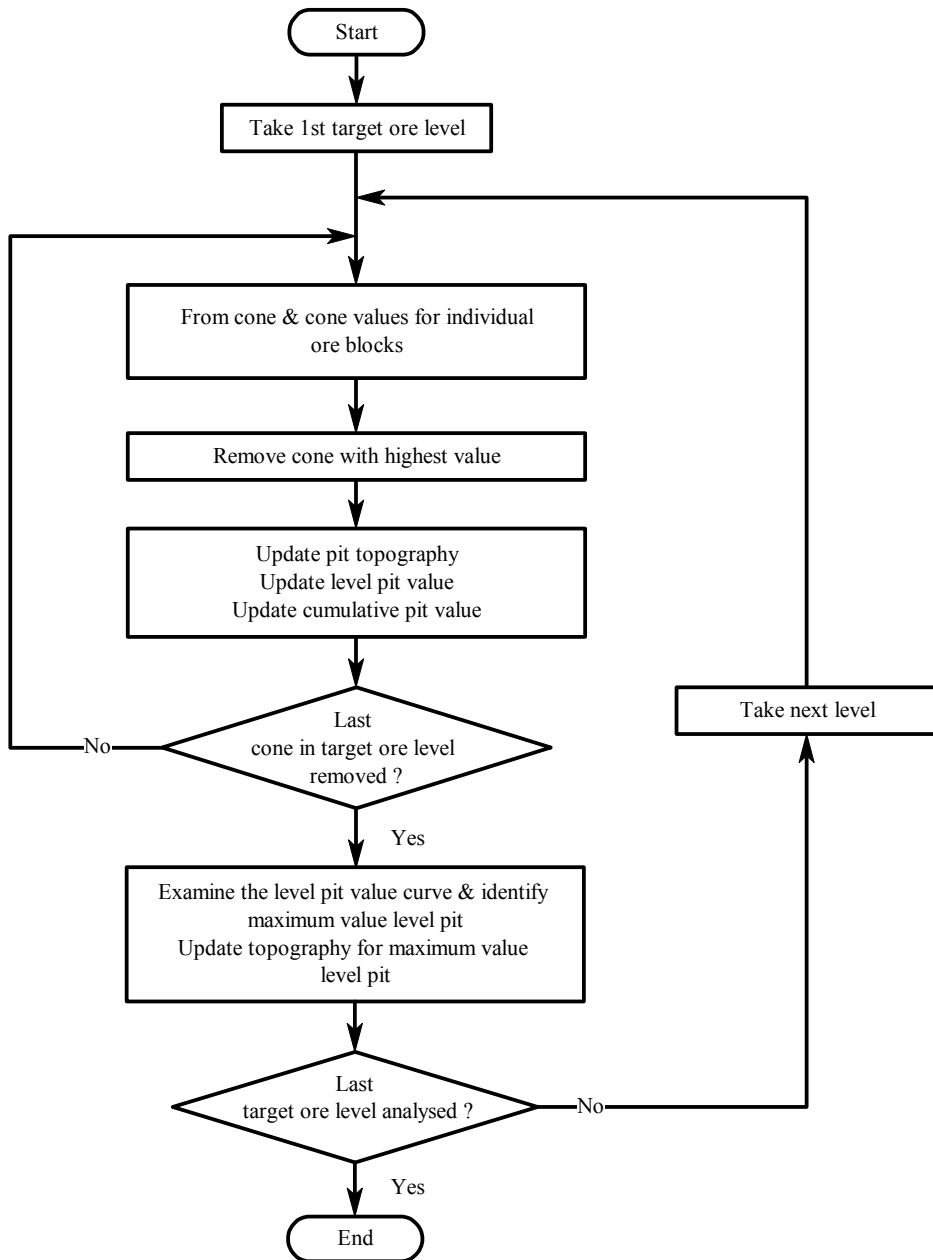 Start
Take 1st target ore level
From cone & cone values for individual
ore blocks
Remove cone with highest value
Update pit topography
Update level pit value
Update cumulative pit value
Last
cone in target ore level
removed ?
No
Yes
Take next level
Examine the level pit value curve & identify
maximum value level pit
Update topography for maximum value
level pit
Last
target ore level analysed ?
No
Yes
End